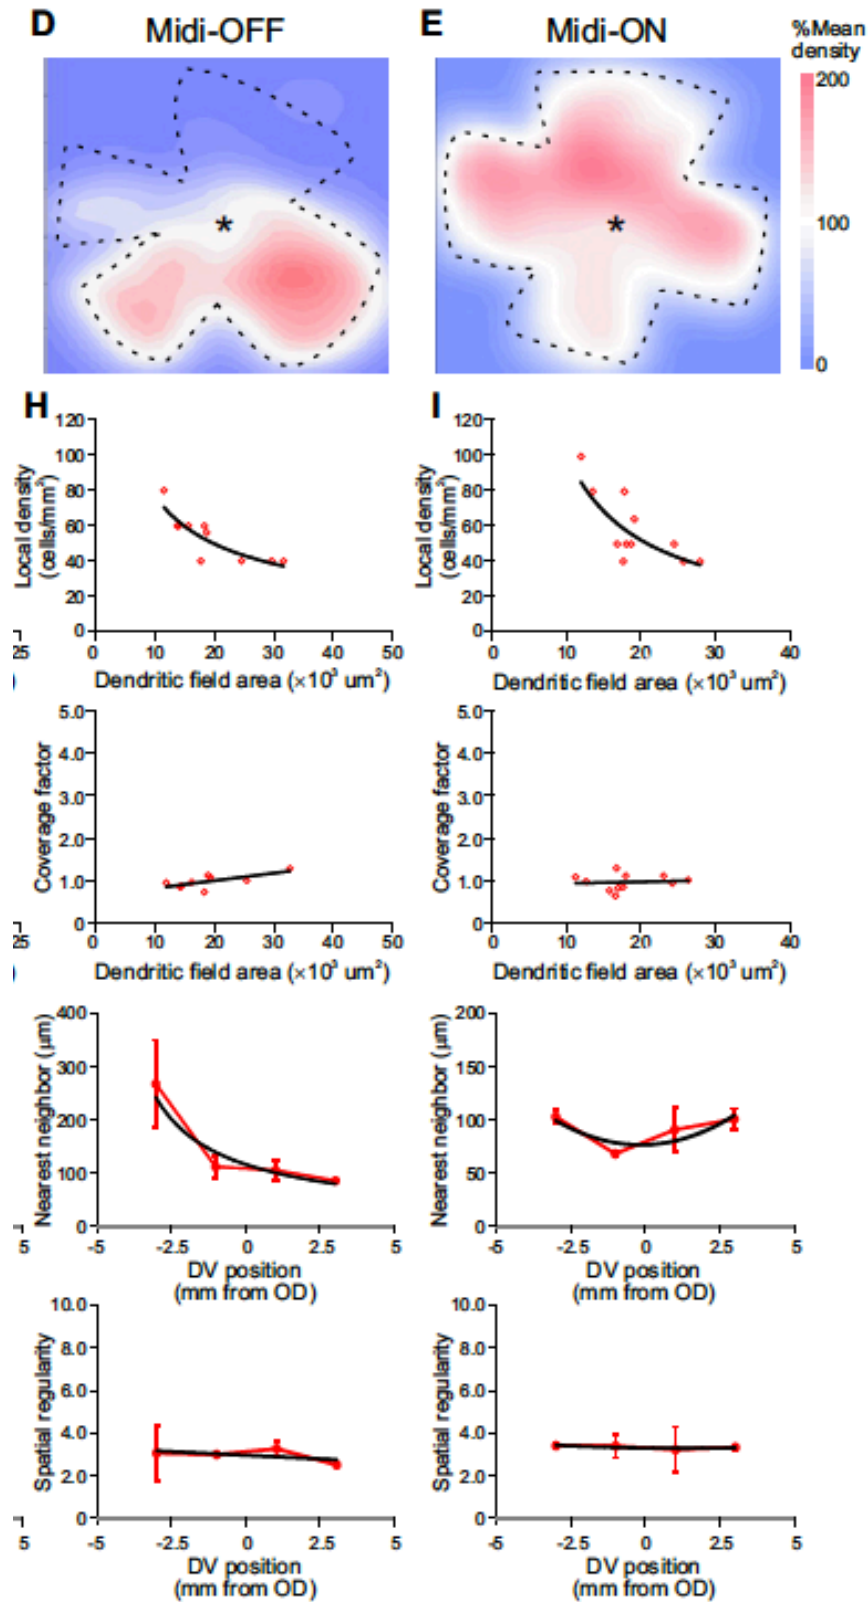 D Midi-OFF E Midi-ON %Mean
density
200
*
*
100
0
H I
120 120
100 100
80 80
60 60
40 40
20 20
0 0
Local density
(cells/mm²)
Local density
(cells/mm²)
25 0 10 20 30 40 50 0 10 20 30 40
) Dendritic field area (×10³ um²) Dendritic field area (×10³ um²)
5.0 5.0
4.0 4.0
3.0 3.0
2.0 2.0
1.0 1.0
0 0
Coverage factor
Coverage factor
25 0 10 20 30 40 50 0 10 20 30 40
) Dendritic field area (×10³ um²) Dendritic field area (×10³ um²)
400 200
300 150
200 100
100 50
0 0
Nearest neighbor (µm)
Nearest neighbor (µm)
5 -5 -2.5 0 2.5 5 -5 -2.5 0 2.5 5
DV position DV position
(mm from OD) (mm from OD)
10.0 10.0
8.0 8.0
6.0 6.0
4.0 4.0
2.0 2.0
0 0
Spatial regularity
Spatial regularity
5 -5 -2.5 0 2.5 5 -5 -2.5 0 2.5 5
DV position DV position
(mm from OD) (mm from OD)